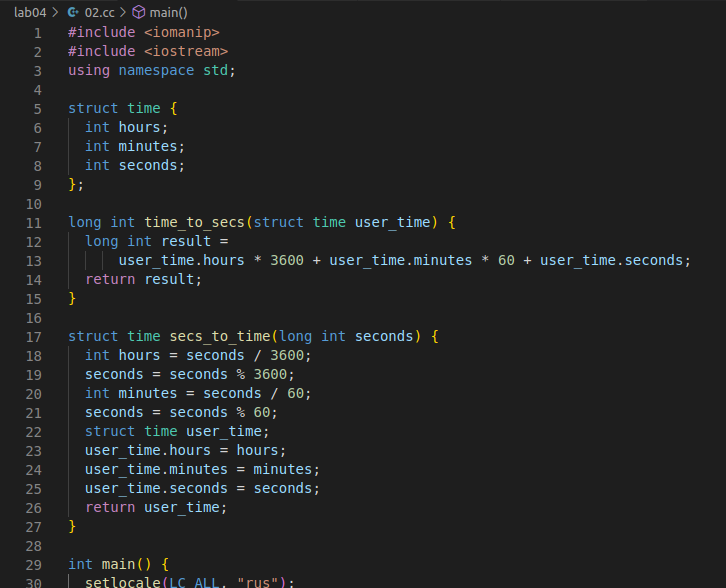 lab04 > 02.cc > main()
1 #include <iomanip>
2 #include <iostream>
3 using namespace std;
4
5 struct time {
6 int hours;
7 int minutes;
8 int seconds;
9 };
10
11 long int time_to_secs(struct time user_time) {
12 long int result =
13 user_time.hours * 3600 + user_time.minutes * 60 + user_time.seconds;
14 return result;
15 }
16
17 struct time secs_to_time(long int seconds) {
18 int hours = seconds / 3600;
19 seconds = seconds % 3600;
20 int minutes = seconds / 60;
21 seconds = seconds % 60;
22 struct time user_time;
23 user_time.hours = hours;
24 user_time.minutes = minutes;
25 user_time.seconds = seconds;
26 return user_time;
27 }
28
29 int main() {
30 setlocale(LC_ALL, "rus");